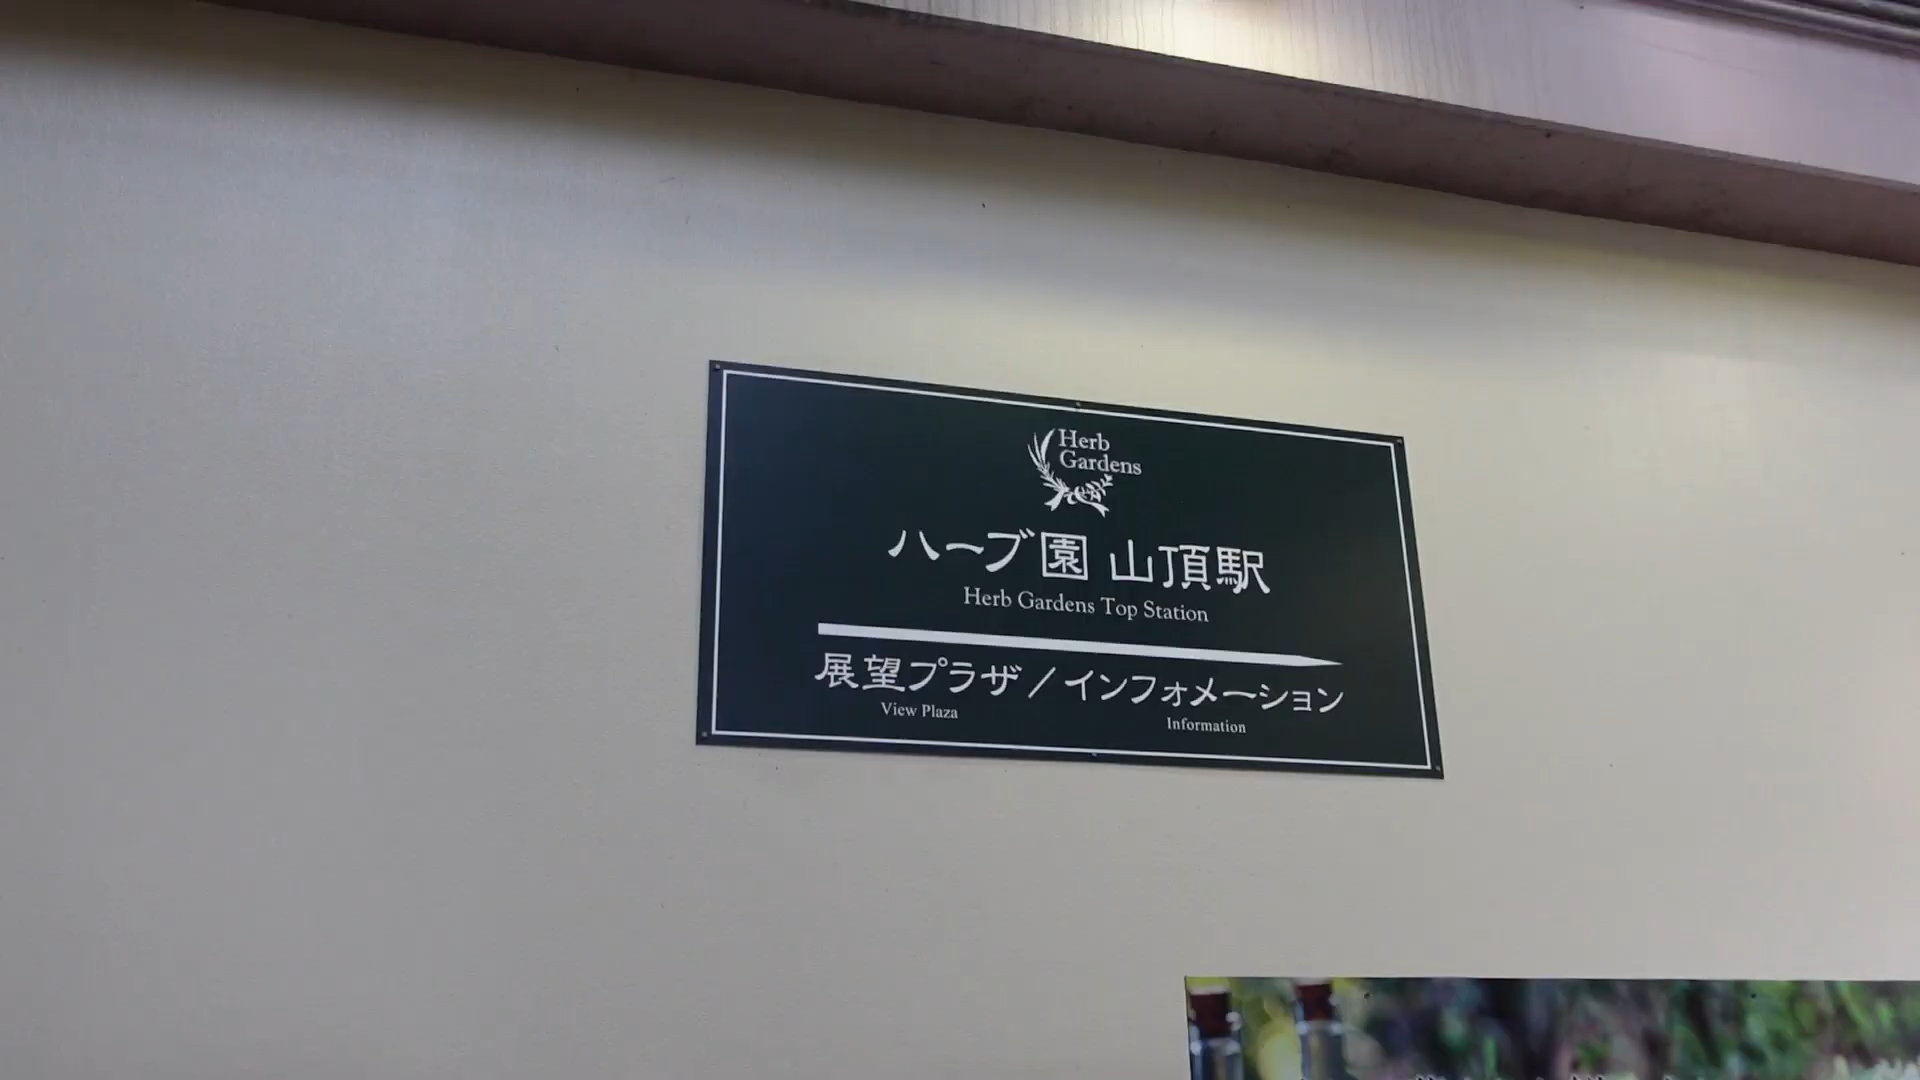 Herb
Gardens
ハーブ園 山頂駅
Herb Gardens Top Station
展望プラザ／インフォメーション
View Plaza Information